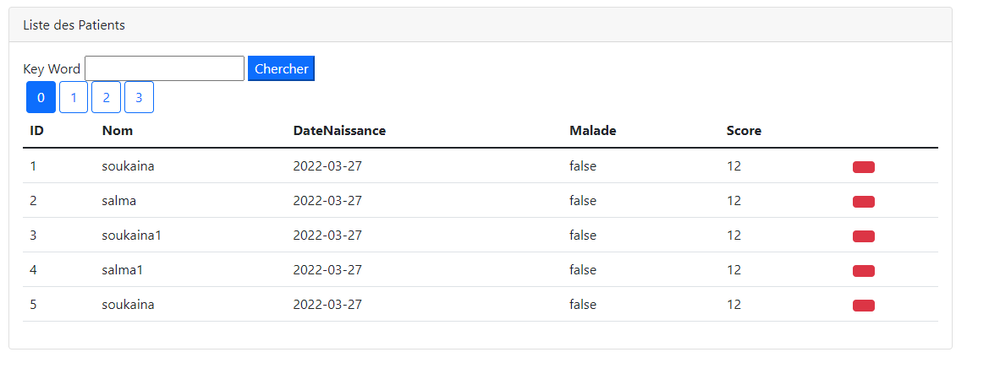 Liste des Patients
Key Word Chercher
0 1 2 3
ID Nom DateNaissance Malade Score
1 soukaina 2022-03-27 false 12
2 salma 2022-03-27 false 12
3 soukaina1 2022-03-27 false 12
4 salma1 2022-03-27 false 12
5 soukaina 2022-03-27 false 12